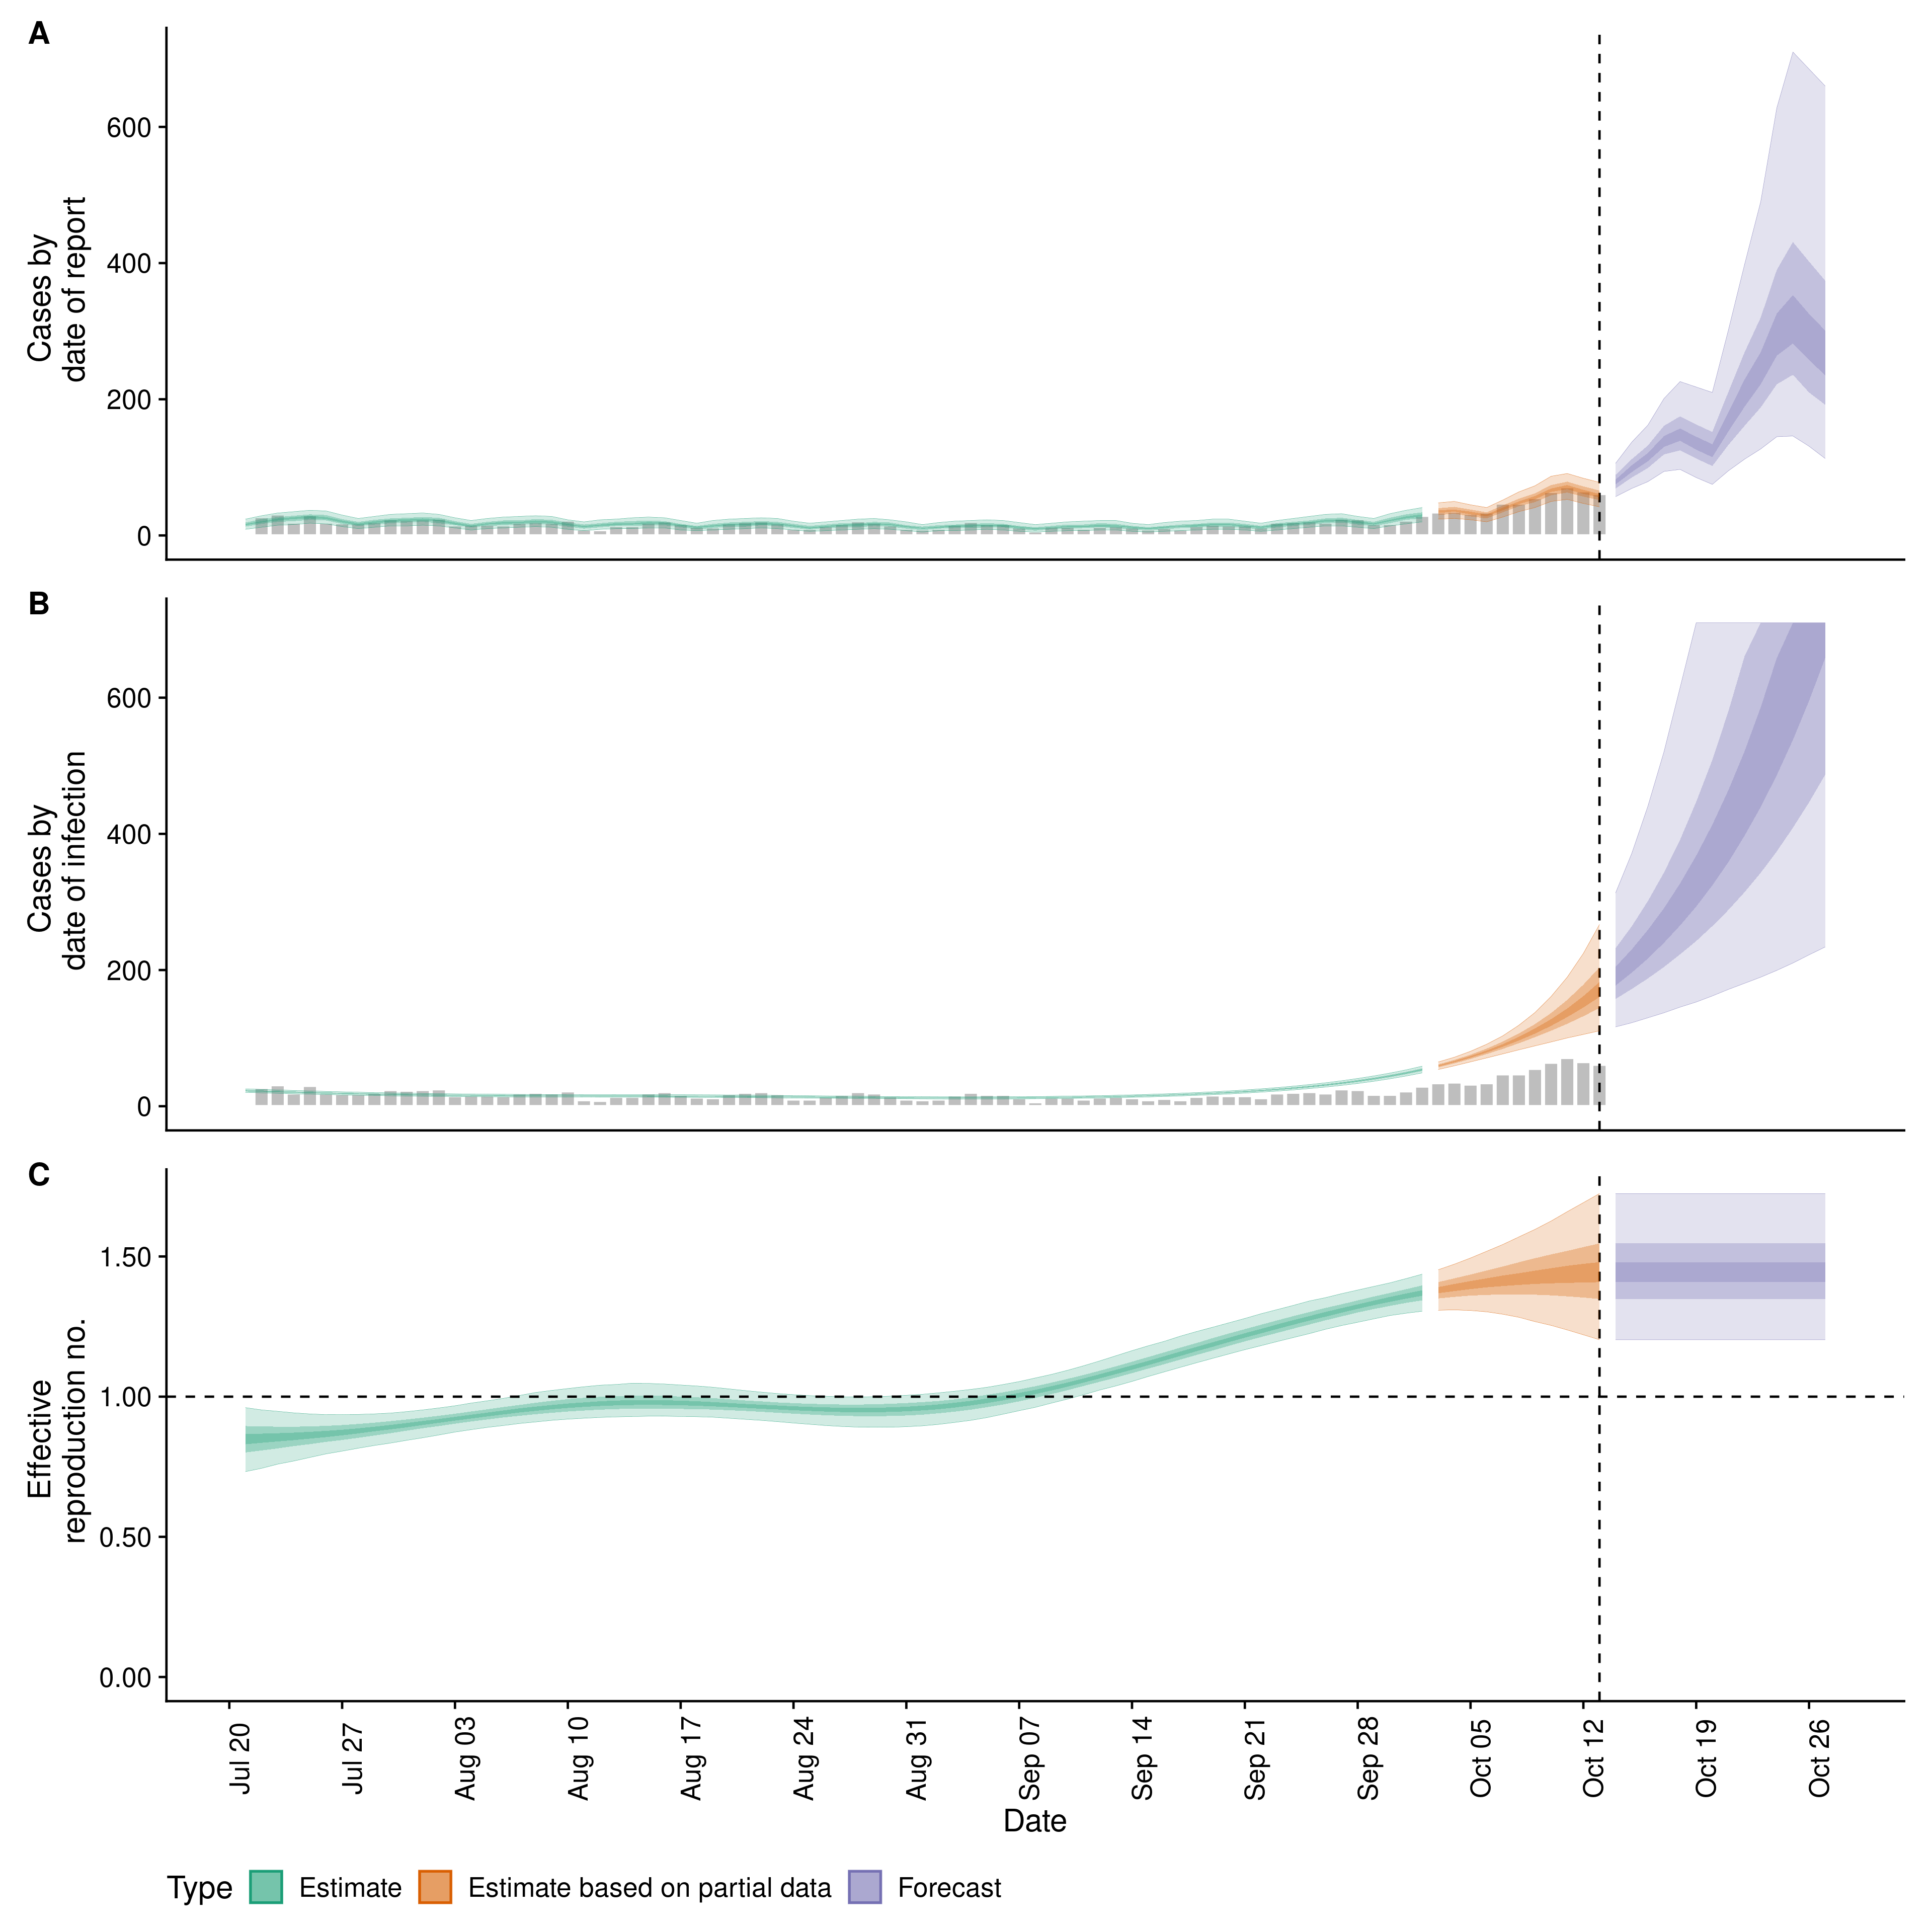 A
Cases by
date of report
600
400
200
0
B
Cases by
date of infection
600
400
200
0
C
Effective
reproduction no.
1.50
1.00
0.50
0.00
Jul 20
Jul 27
Aug 03
Aug 10
Aug 17
Aug 24
Aug 31
Sep 07
Sep 14
Sep 21
Sep 28
Oct 05
Oct 12
Oct 19
Oct 26
Date
Type Estimate Estimate based on partial data Forecast